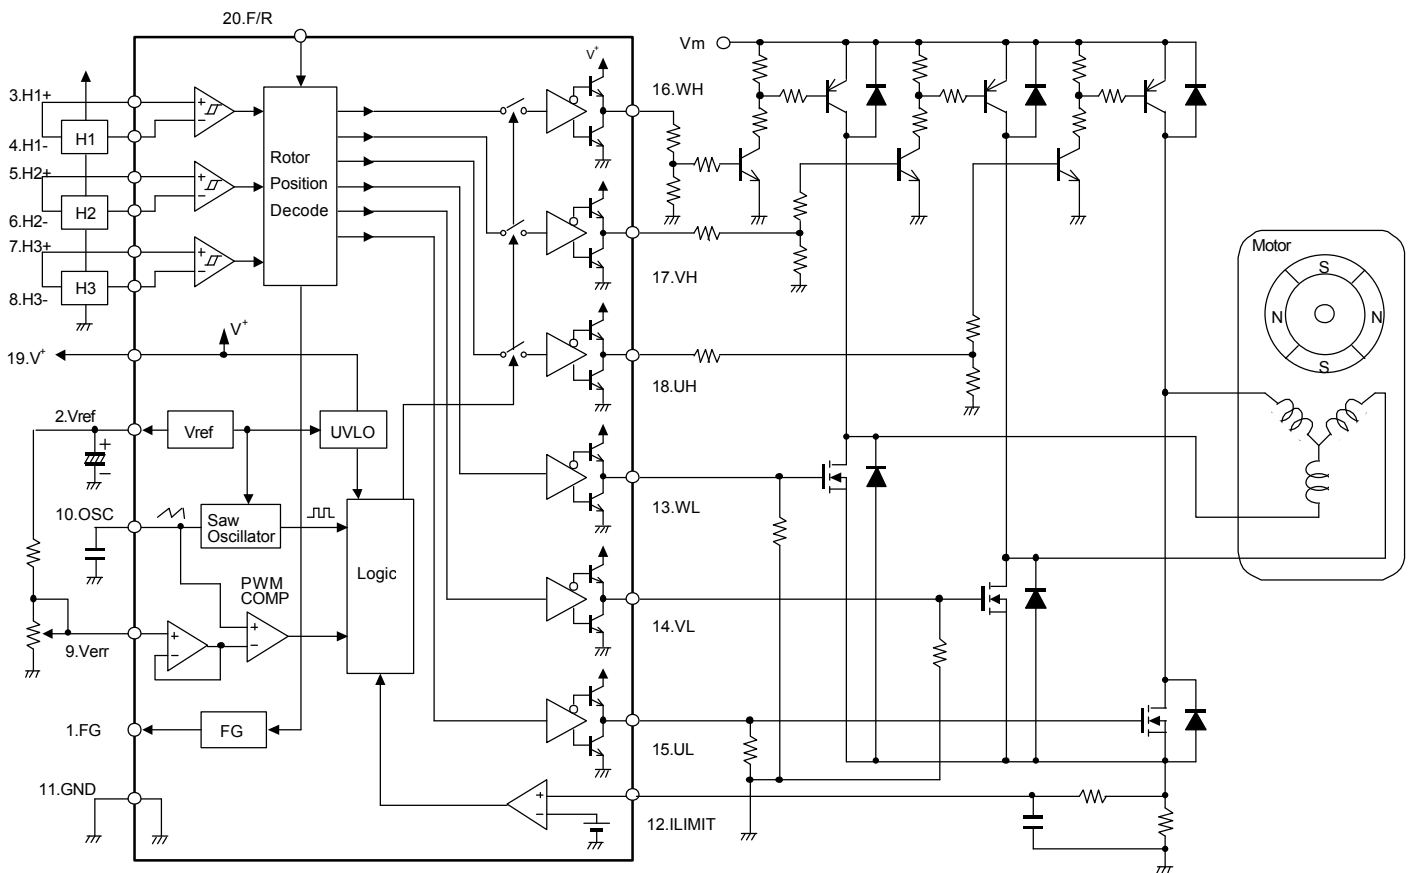 20.F/R
Vm
V+
3.H1+
H1
4.H1-
5.H2+
H2
6.H2-
7.H3+
H3
8.H3-
Rotor
Position
Decode
16.WH
17.VH
18.UH
19.V+
V+
2.Vref
Vref
UVLO
10.OSC
Saw
Oscillator
Logic
PWM
COMP
9.Verr
1.FG
FG
11.GND
13.WL
14.VL
15.UL
12.ILIMIT
Motor
S
N
N
S
+
-
+
-
+
-
+
-
+
-
+
-
+
-